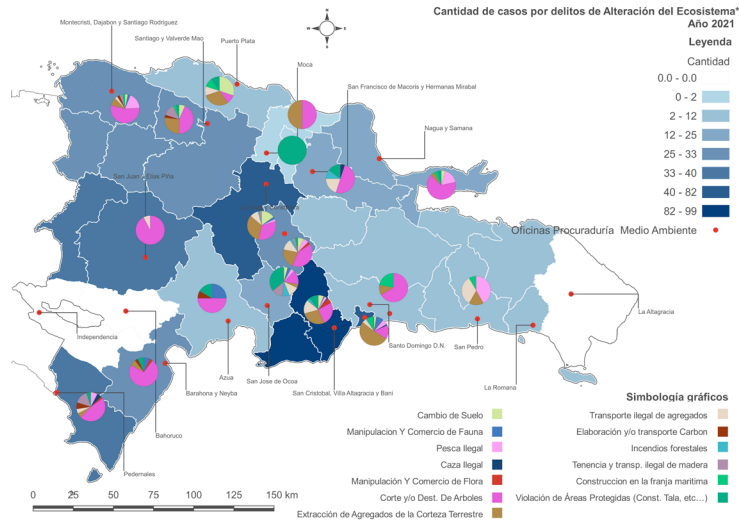 Cantidad de casos por delitos de Alteración del Ecosistema*
Año 2021
Leyenda
Cantidad
0.0 - 0.0
0 - 2
2 - 12
12 - 25
25 - 33
33 - 40
40 - 82
82 - 99
Oficinas Procuraduría Medio Ambiente
N
W
E
S
Montecristi, Dajabon y Santiago Rodríguez
Santiago y Valverde Mao
Puerto Plata
Moca
San Francisco de Macoris y Hermanas Mirabal
Nagua y Samana
San Juan - Elias Piña
La Altagracia
Independencia
Santo Domingo D.N.
San Pedro
La Romana
Azua
San Jose de Ocoa
San Cristobal, Villa Altagracia y Bani
Barahona y Neyba
Bahoruco
Pedernales
0 25 50 75 100 125 150 km
Simbología gráficos
Cambio de Suelo
Manipulacion Y Comercio de Fauna
Pesca Ilegal
Caza Ilegal
Manipulación Y Comercio de Flora
Corte y/o Dest. De Arboles
Extracción de Agregados de la Corteza Terrestre
Transporte ilegal de agregados
Elaboración y/o transporte Carbon
Incendios forestales
Tenencia y transp. ilegal de madera
Construccion en la franja maritima
Violación de Áreas Protegidas (Const. Tala, etc...)